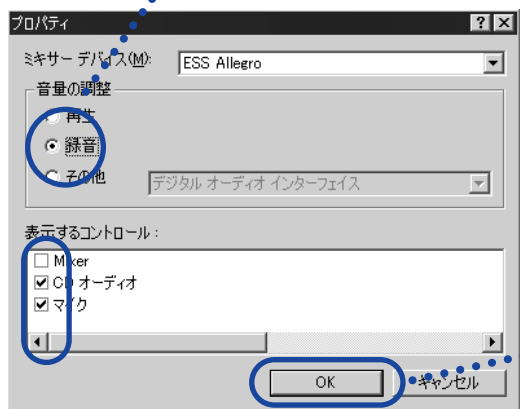 プロパティ
ミキサー デバイス(M): ESS Allegro
音量の調整
再生
録音
その他 デジタル オーディオ インターフェイス
表示するコントロール :
Mixer
CD オーディオ
マイク
OK キャンセル